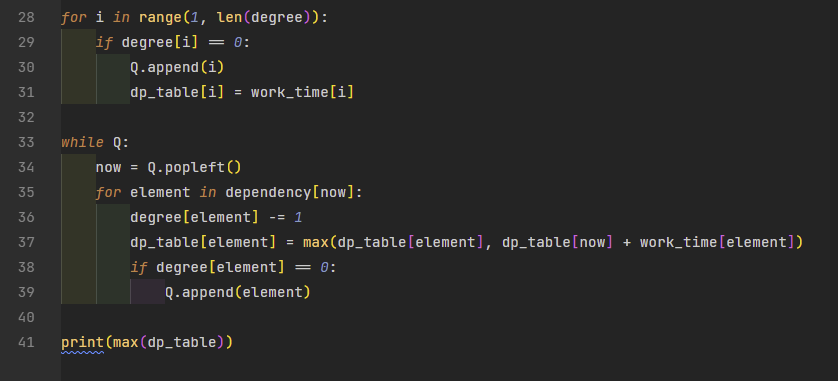 28 for i in range(1, len(degree)):
29 if degree[i] == 0:
30 Q.append(i)
31 dp_table[i] = work_time[i]
32
33 while Q:
34 now = Q.popleft()
35 for element in dependency[now]:
36 degree[element] -= 1
37 dp_table[element] = max(dp_table[element], dp_table[now] + work_time[element])
38 if degree[element] == 0:
39 Q.append(element)
40
41 print(max(dp_table))